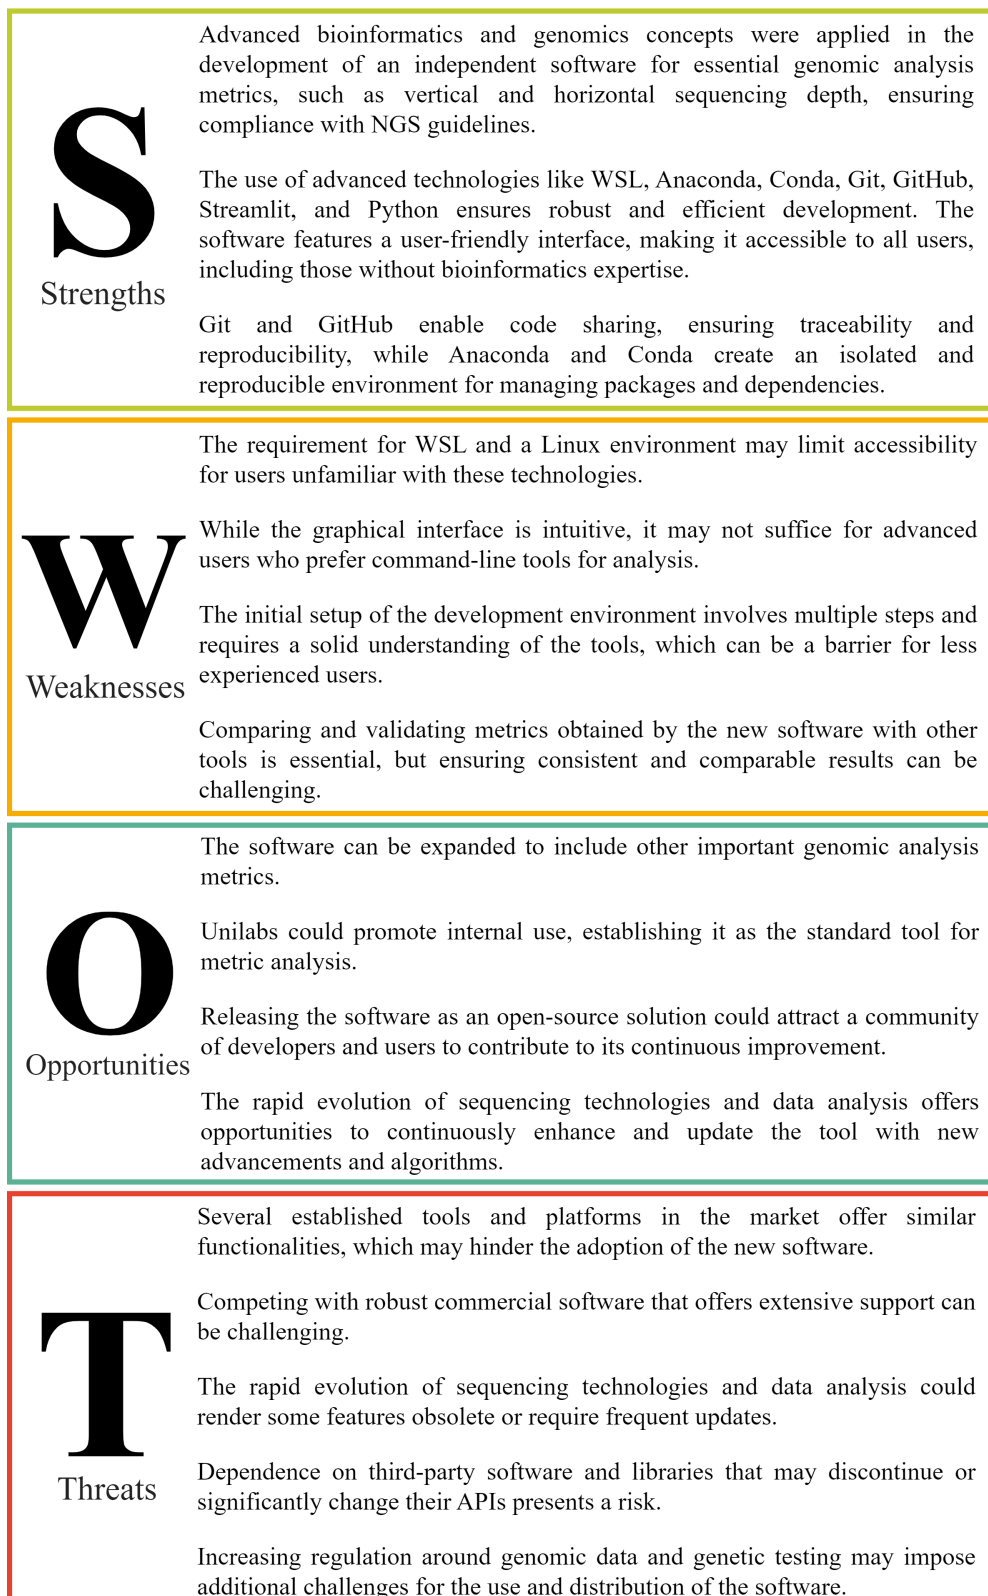 Advanced bioinformatics and genomics concepts were applied in the
development of an independent software for essential genomic analysis
metrics, such as vertical and horizontal sequencing depth, ensuring
compliance with NGS guidelines.
The use of advanced technologies like WSL, Anaconda, Conda, Git, GitHub,
Streamlit, and Python ensures robust and efficient development. The
software features a user-friendly interface, making it accessible to all users,
including those without bioinformatics expertise.
Git and GitHub enable code sharing, ensuring traceability and
reproducibility, while Anaconda and Conda create an isolated and
reproducible environment for managing packages and dependencies.
S
Strengths
The requirement for WSL and a Linux environment may limit accessibility
for users unfamiliar with these technologies.
While the graphical interface is intuitive, it may not suffice for advanced
users who prefer command-line tools for analysis.
The initial setup of the development environment involves multiple steps and
requires a solid understanding of the tools, which can be a barrier for less
experienced users.
Comparing and validating metrics obtained by the new software with other
tools is essential, but ensuring consistent and comparable results can be
challenging.
W
Weaknesses
The software can be expanded to include other important genomic analysis
metrics.
Unilabs could promote internal use, establishing it as the standard tool for
metric analysis.
Releasing the software as an open-source solution could attract a community
of developers and users to contribute to its continuous improvement.
The rapid evolution of sequencing technologies and data analysis offers
opportunities to continuously enhance and update the tool with new
advancements and algorithms.
O
Opportunities
Several established tools and platforms in the market offer similar
functionalities, which may hinder the adoption of the new software.
Competing with robust commercial software that offers extensive support can
be challenging.
The rapid evolution of sequencing technologies and data analysis could
render some features obsolete or require frequent updates.
Dependence on third-party software and libraries that may discontinue or
significantly change their APIs presents a risk.
Increasing regulation around genomic data and genetic testing may impose
additional challenges for the use and distribution of the software.
T
Threats